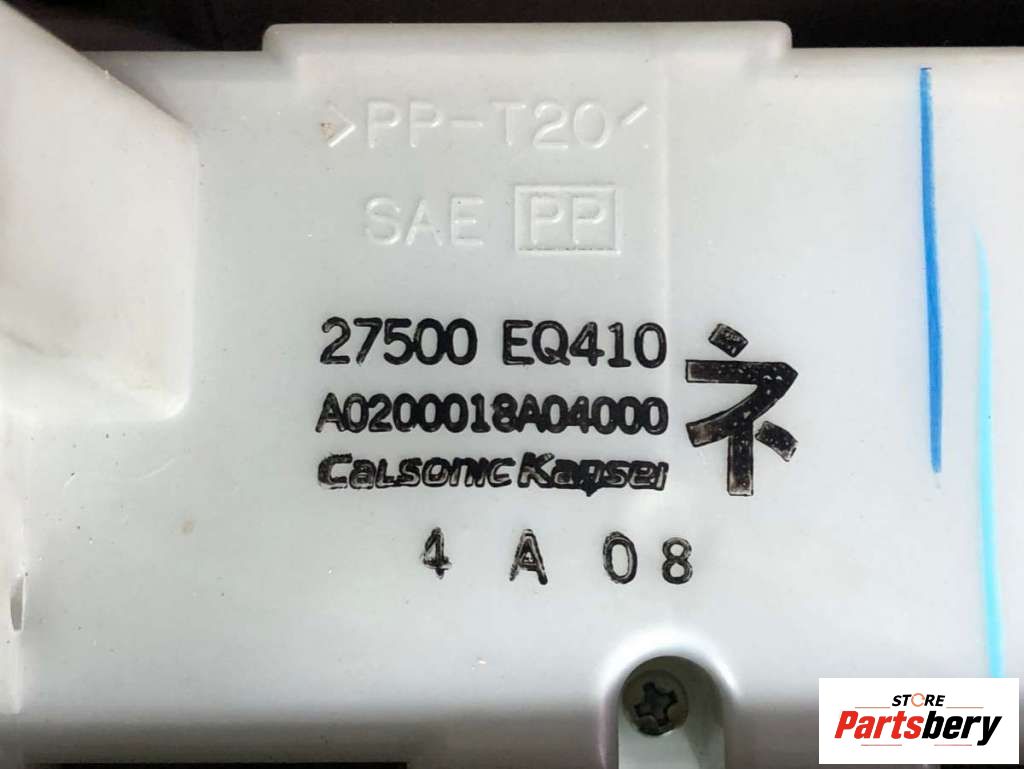 >PP-T20<
SAE PP
27500 EQ410
A0200018A04000
CALSONIC KANSEI
ネ
4 A 08
STORE
Partsbery